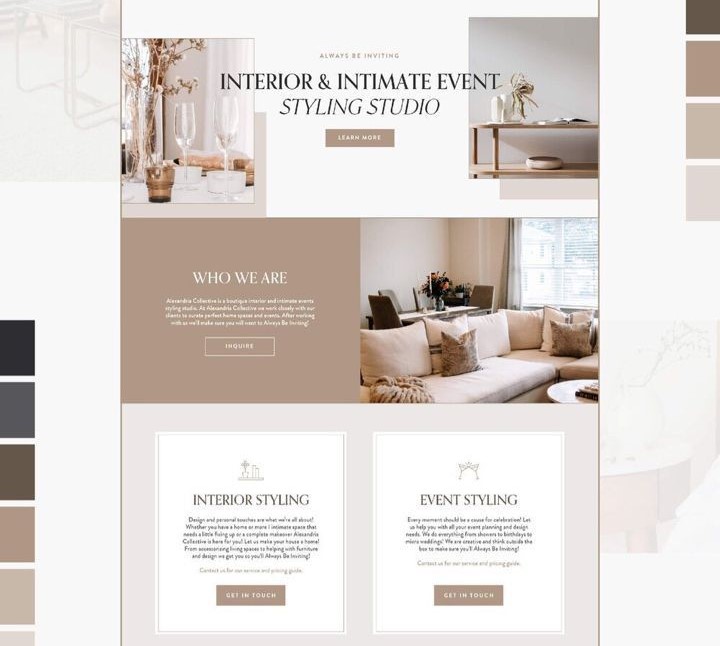 ALWAYS BE INVITING
INTERIOR & INTIMATE EVENT
STYLING STUDIO
LEARN MORE
WHO WE ARE
Alexandria Collective is a boutique interior and intimate events
styling studio. At Alexandria Collective we work closely with our
clients to curate perfect home spaces and events. After working
with us we'll make sure you will want to Always Be Inviting!
INQUIRE
INTERIOR STYLING
Design and personal touches are what we're all about!
Whether you have a home or more 1 intimate space that
needs a little fixing up or a complete makeover Alexandria
Collective is here for you! Let us make your house a home!
From accessorizing living spaces to helping with furniture
and design we got you so you'll Always Be Inviting!
Contact us for our service and pricing guide.
GET IN TOUCH
EVENT STYLING
Every moment should be a cause for celebration! Let
us help you with all your event planning and design
needs. We do everything from showers to birthdays to
micro weddings! We are creative and think outside the
box to make sure you'll Always Be Inviting!
Contact us for our service and pricing guide.
GET IN TOUCH